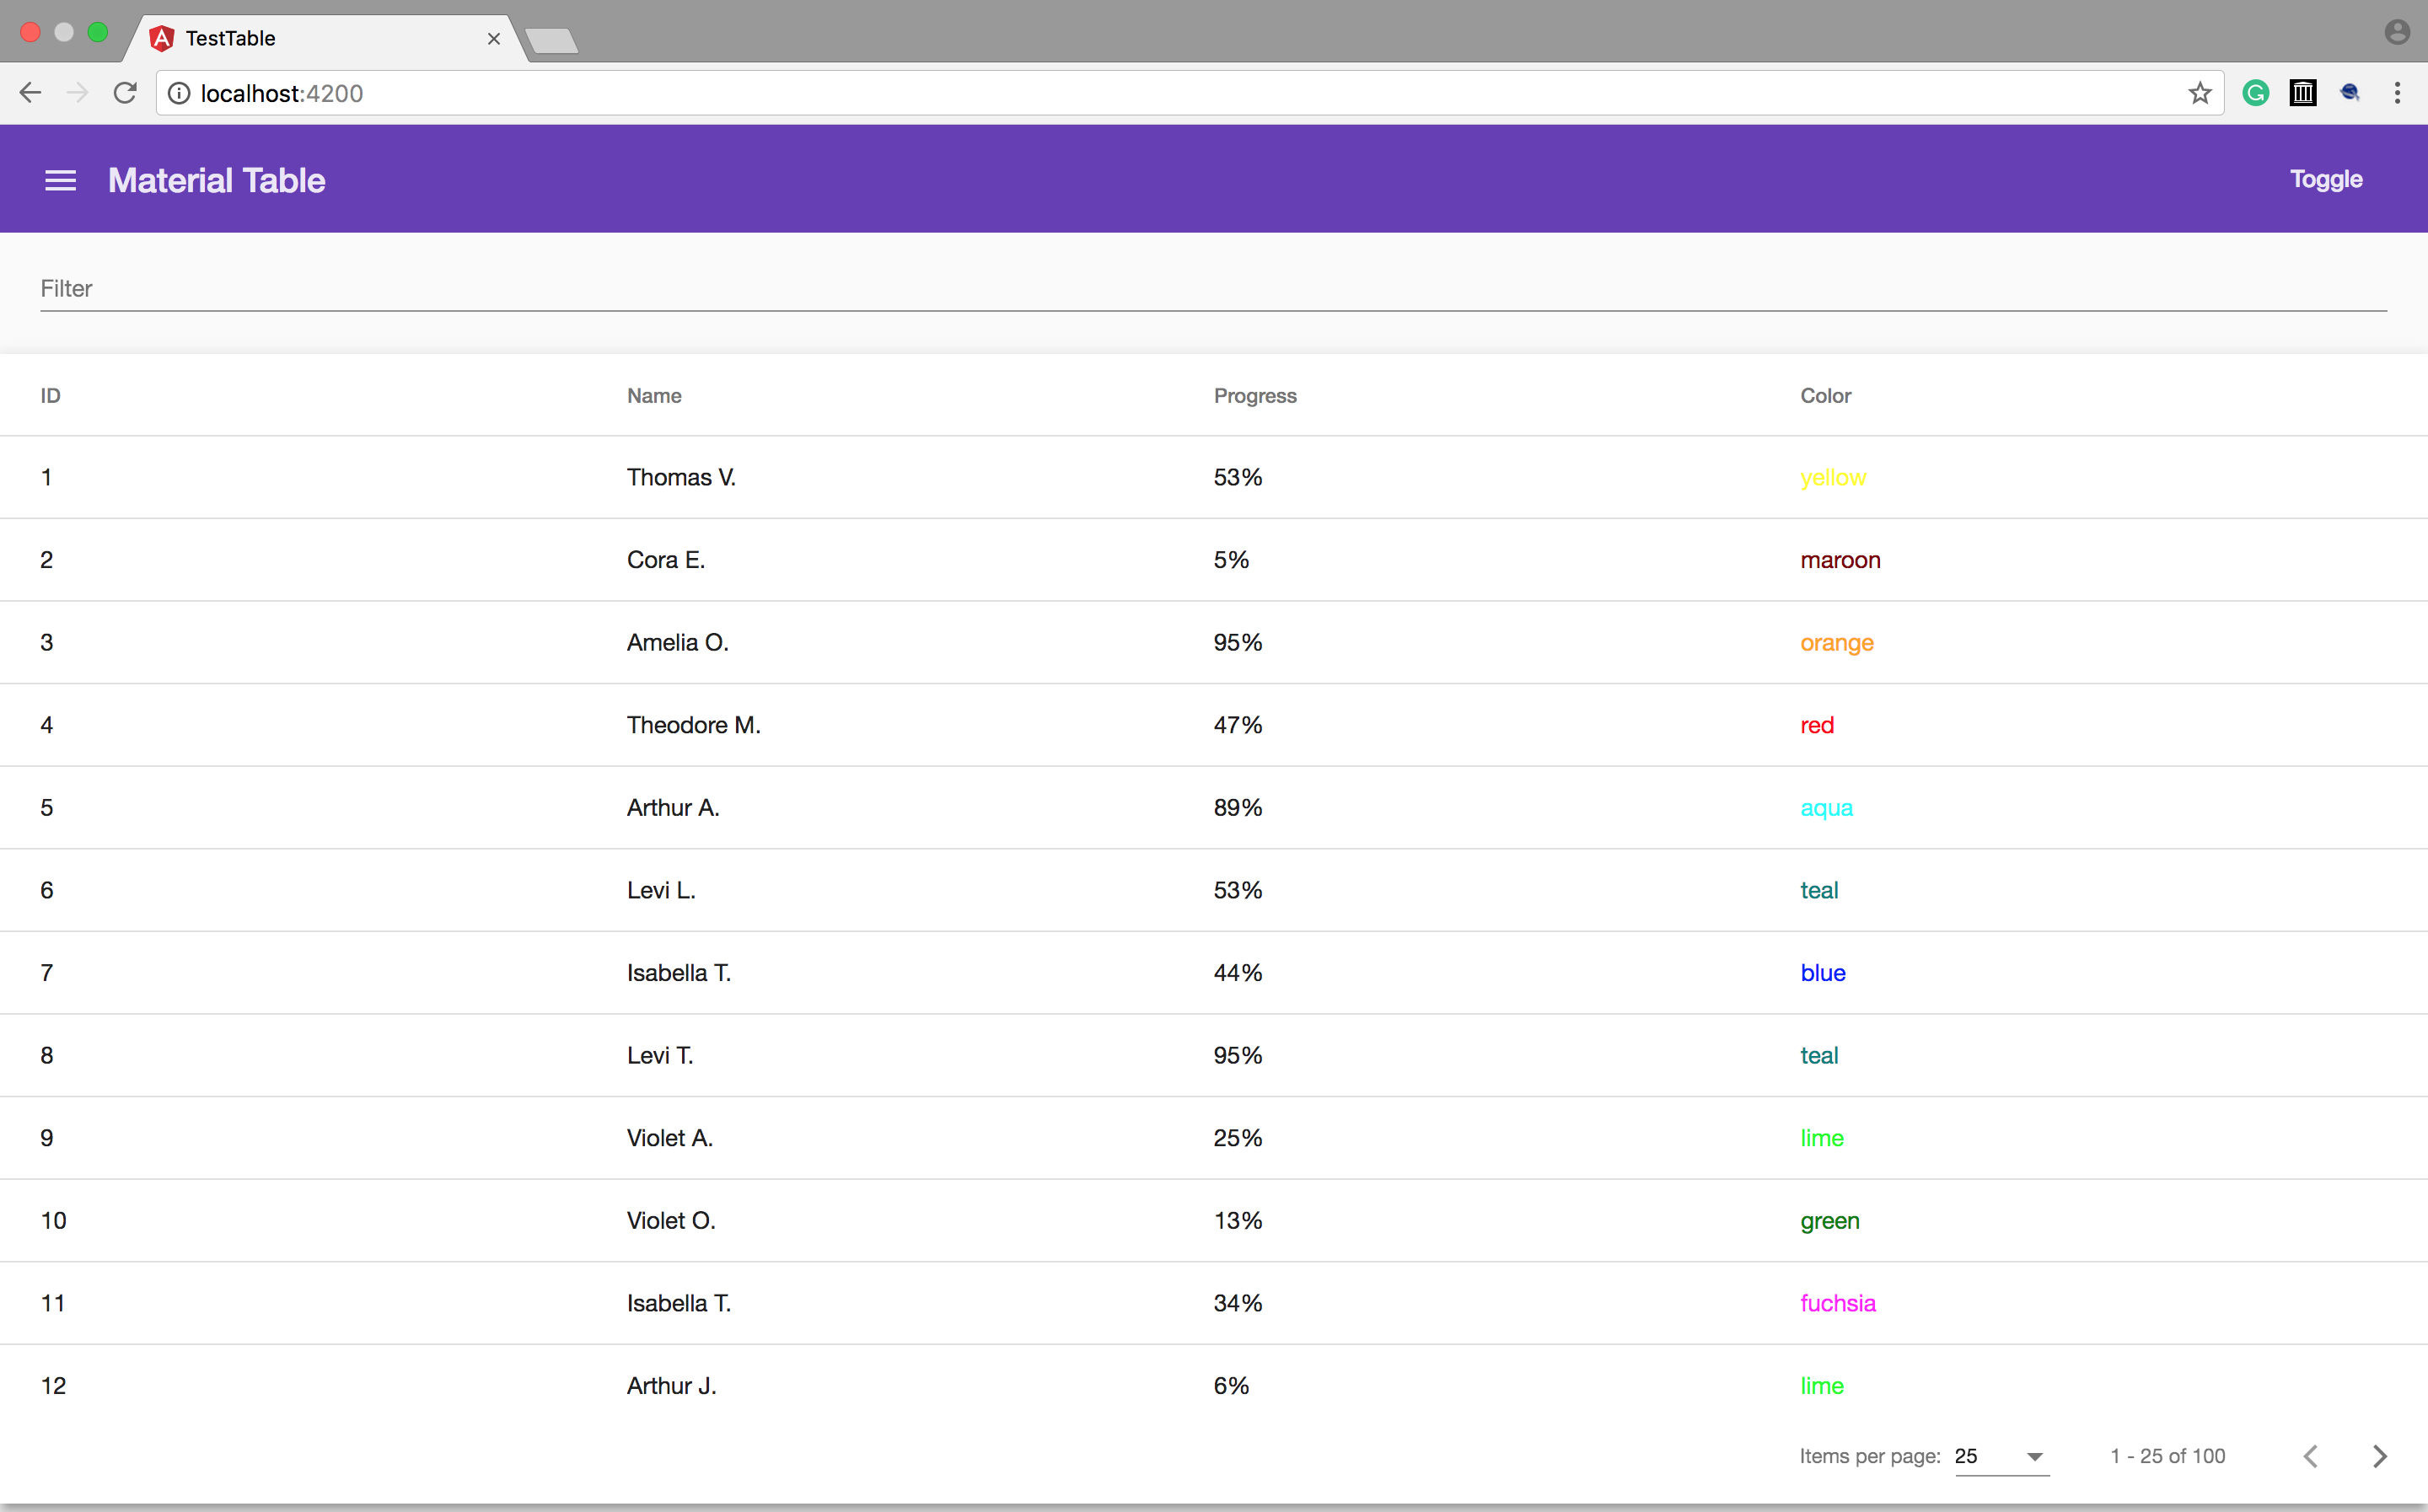 TestTable
localhost:4200
Material Table Toggle
Filter
ID Name Progress Color
1 Thomas V. 53% yellow
2 Cora E. 5% maroon
3 Amelia O. 95% orange
4 Theodore M. 47% red
5 Arthur A. 89% aqua
6 Levi L. 53% teal
7 Isabella T. 44% blue
8 Levi T. 95% teal
9 Violet A. 25% lime
10 Violet O. 13% green
11 Isabella T. 34% fuchsia
12 Arthur J. 6% lime
Items per page: 25 1 - 25 of 100